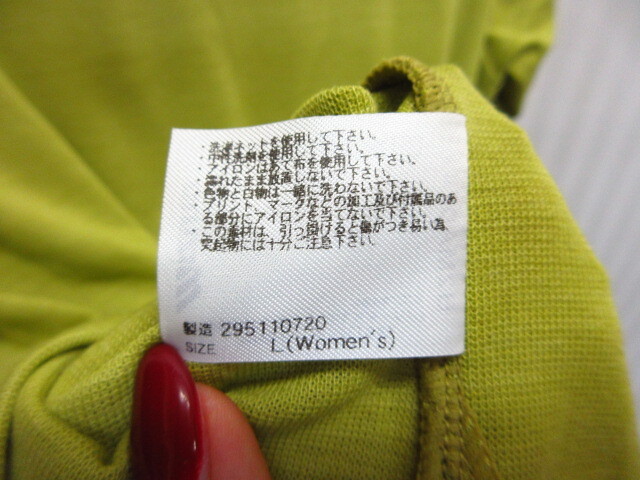 ・洗濯ネットを使用して下さい。
・中性洗剤を使用して下さい。
・アイロンはあて布を使用して下さい。
・濡れたまま放置しないで下さい。
・色物と白物は一緒に洗わないで下さい。
・プリント、マークなどの加工及び付属品のあ
る部分にアイロンを当てないで下さい。
・この素材は、引っ掛けると傷がつき易い為、
突起物には十分ご注意下さい。
製造 295110720
SIZE L(Women's)